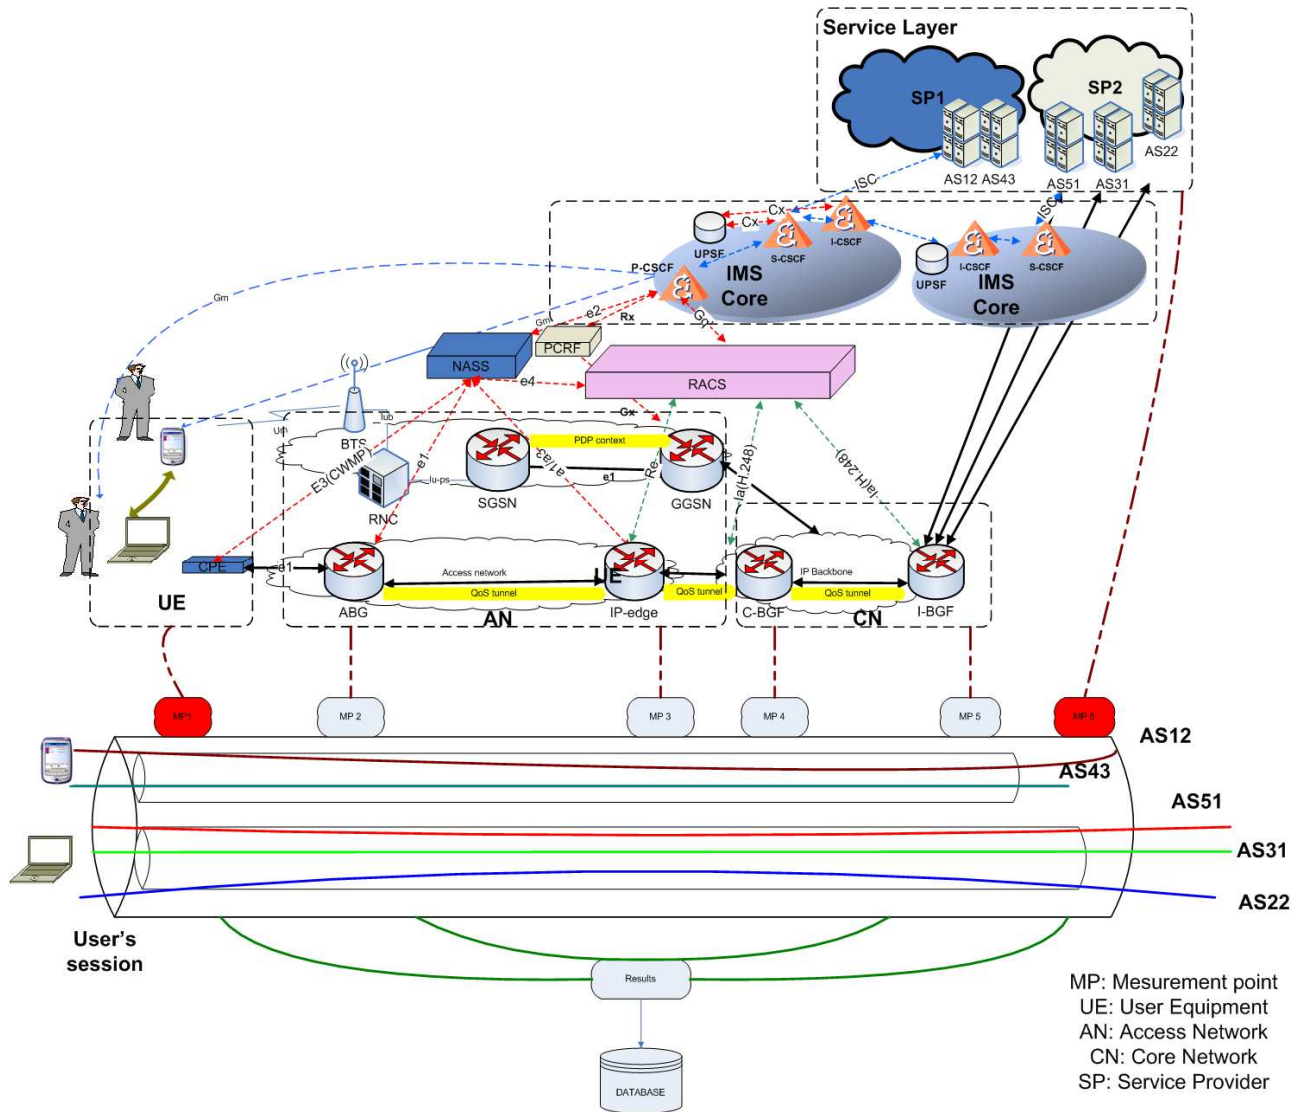 Service Layer
SP1
SP2
AS22
AS12 AS43
AS51 AS31
ISC
ISC
Cx
Cx
UPSF
S-CSCF
I-CSCF
P-CSCF
IMS
Core
I-CSCF
S-CSCF
UPSF
IMS
Core
Gm
Gm
e2
Rx
Gq
PCRF
NASS
e4
RACS
Gx
Um
Iub
BTS
E3(CWMP)
e1
PDP context
a1/a3
Re
Ia(H.248)
Ia(H.248)
Iu-ps
e1
RNC
SGSN
GGSN
CPE
e1
Access network
UE
IP Backbone
QoS tunnel
QoS tunnel
QoS tunnel
UE
ABG
AN
IP-edge
C-BGF
CN
I-BGF
MP1
MP 2
MP 3
MP 4
MP 5
MP 6
AS12
AS43
AS51
AS31
AS22
User's
session
Results
DATABASE
MP: Mesurement point
UE: User Equipment
AN: Access Network
CN: Core Network
SP: Service Provider